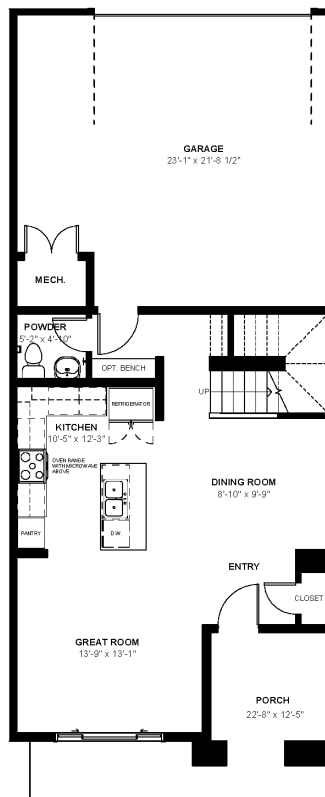 GARAGE
23'-1" x 21'-8 1/2"
MECH.
POWDER
5'-2" x 4'-10"
OPT. BENCH
REFRIGERATOR
UP
KITCHEN
10'-5" x 12'-3"
OVEN RANGE
WITH MICROWAVE
ABOVE
DINING ROOM
8'-10" x 9'-9"
PANTRY
D.W.
ENTRY
CLOSET
GREAT ROOM
13'-9" x 13'-1"
PORCH
22'-8" x 12'-5"